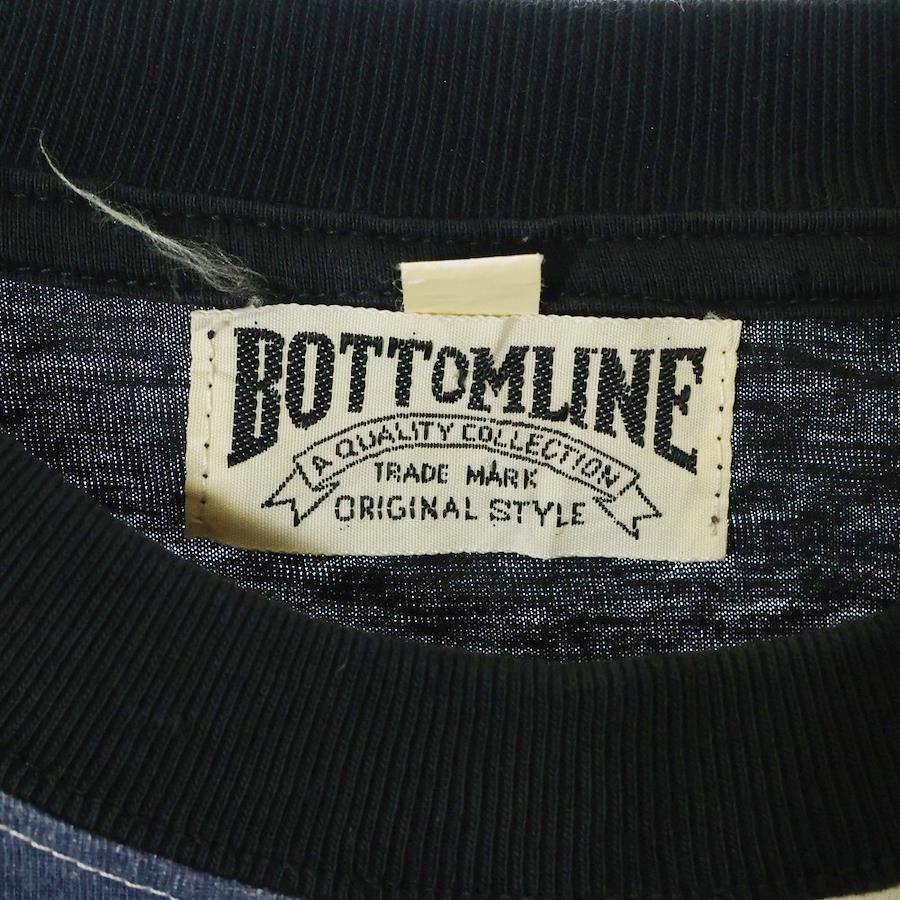 BOTTOMLINE
A QUALITY COLLECTION
TRADE MARK
ORIGINAL STYLE